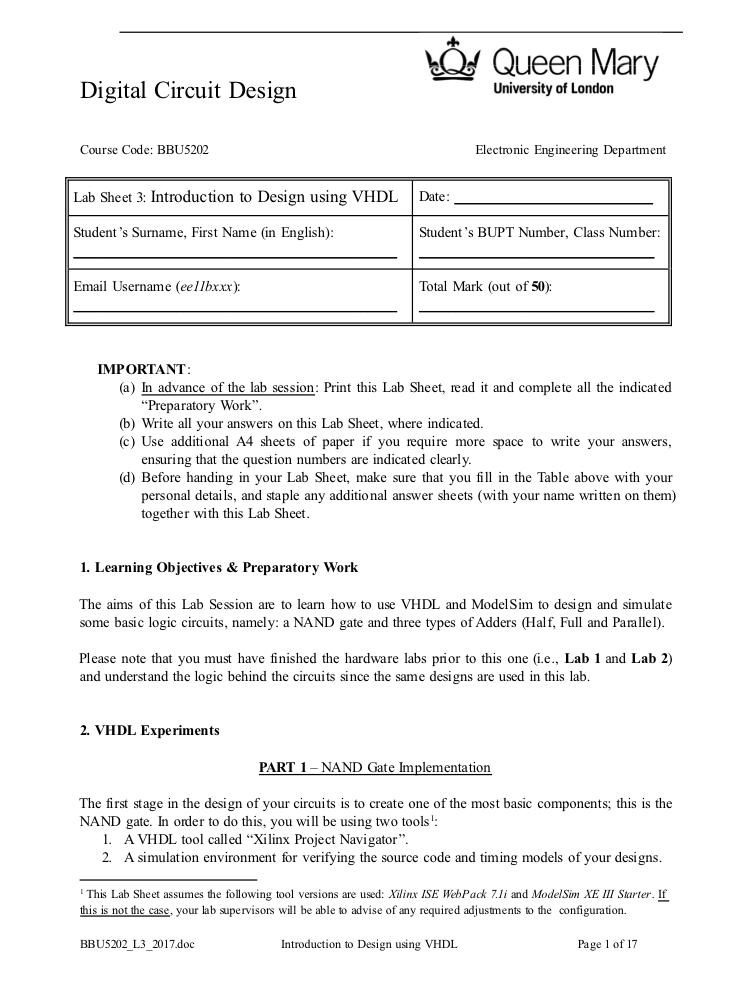 Queen Mary
University of London
Digital Circuit Design
Course Code: BBU5202 Electronic Engineering Department
Lab Sheet 3: Introduction to Design using VHDL Date:
Student's Surname, First Name (in English): Student's BUPT Number, Class Number:
Email Username (ee11bxxx): Total Mark (out of 50):
IMPORTANT:
(a) In advance of the lab session: Print this Lab Sheet, read it and complete all the indicated
“Preparatory Work”.
(b) Write all your answers on this Lab Sheet, where indicated.
(c) Use additional A4 sheets of paper if you require more space to write your answers,
ensuring that the question numbers are indicated clearly.
(d) Before handing in your Lab Sheet, make sure that you fill in the Table above with your
personal details, and staple any additional answer sheets (with your name written on them)
together with this Lab Sheet.
1. Learning Objectives & Preparatory Work
The aims of this Lab Session are to learn how to use VHDL and ModelSim to design and simulate
some basic logic circuits, namely: a NAND gate and three types of Adders (Half, Full and Parallel).
Please note that you must have finished the hardware labs prior to this one (i.e., Lab 1 and Lab 2)
and understand the logic behind the circuits since the same designs are used in this lab.
2. VHDL Experiments
PART 1 – NAND Gate Implementation
The first stage in the design of your circuits is to create one of the most basic components; this is the
NAND gate. In order to do this, you will be using two tools1:
1. A VHDL tool called “Xilinx Project Navigator”.
2. A simulation environment for verifying the source code and timing models of your designs.
1 This Lab Sheet assumes the following tool versions are used: Xilinx ISE WebPack 7.1i and ModelSim XE III Starter. If
this is not the case, your lab supervisors will be able to advise of any required adjustments to the configuration.
BBU5202_L3_2017.doc Introduction to Design using VHDL Page 1 of 17